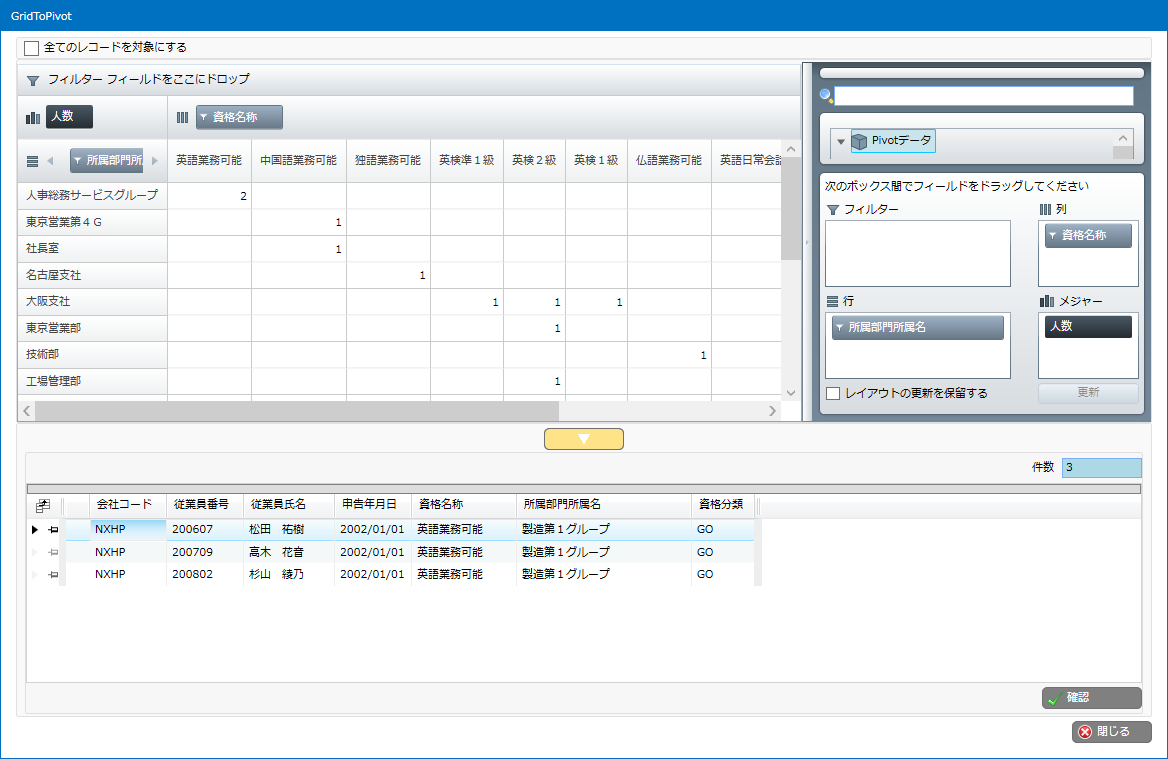 GridToPivot
全てのレコードを対象にする
フィルター フィールドをここにドロップ
人数
資格名称
所属部門所
英語業務可能 中国語業務可能 独語業務可能 英検準１級 英検２級 英検１級 仏語業務可能 英語日常会話
人事総務サービスグループ 2
東京営業第４Ｇ 1
社長室 1
名古屋支社 1
大阪支社 1 1 1
東京営業部 1
技術部 1
工場管理部 1
Pivotデータ
次のボックス間でフィールドをドラッグしてください
フィルター
列
資格名称
行
メジャー
所属部門所属名
人数
レイアウトの更新を保留する
更新
件数 3
会社コード 従業員番号 従業員氏名 申告年月日 資格名称 所属部門所属名 資格分類
NXHP 200607 松田　祐樹 2002/01/01 英語業務可能 製造第１グループ GO
NXHP 200709 高木　花音 2002/01/01 英語業務可能 製造第１グループ GO
NXHP 200802 杉山　綾乃 2002/01/01 英語業務可能 製造第１グループ GO
確認
閉じる